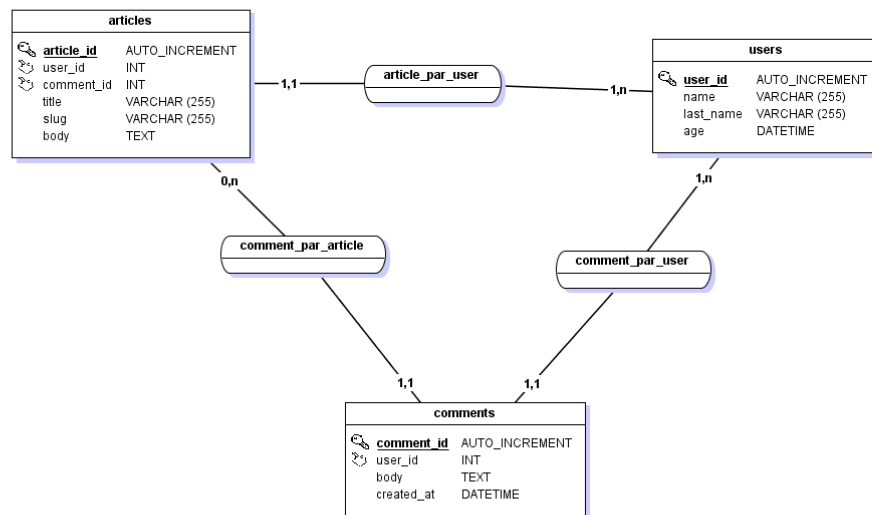 articles
article_id AUTO_INCREMENT
user_id INT
comment_id INT
title VARCHAR (255)
slug VARCHAR (255)
body TEXT
1,1
article_par_user
1,n
users
user_id AUTO_INCREMENT
name VARCHAR (255)
last_name VARCHAR (255)
age DATETIME
0,n
1,n
comment_par_article
comment_par_user
1,1
1,1
comments
comment_id AUTO_INCREMENT
user_id INT
body TEXT
created_at DATETIME